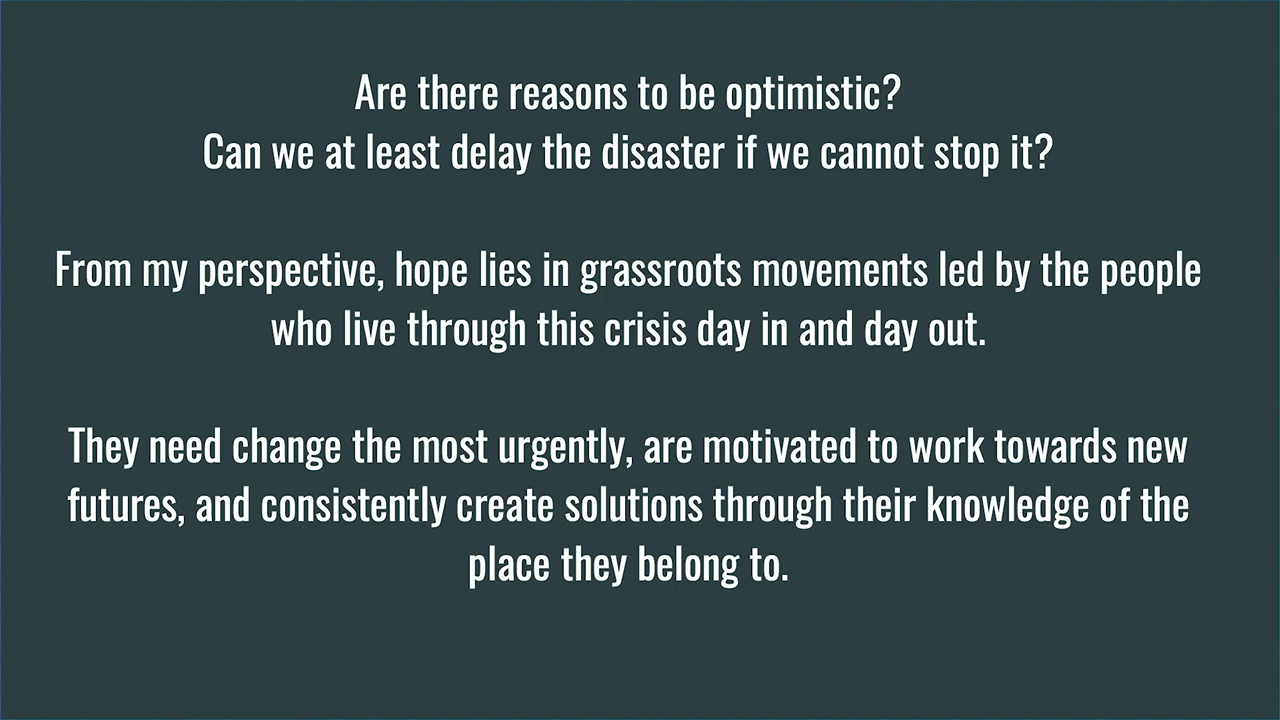 Are there reasons to be optimistic?
Can we at least delay the disaster if we cannot stop it?
From my perspective, hope lies in grassroots movements led by the people
who live through this crisis day in and day out.
They need change the most urgently, are motivated to work towards new
futures, and consistently create solutions through their knowledge of the
place they belong to.